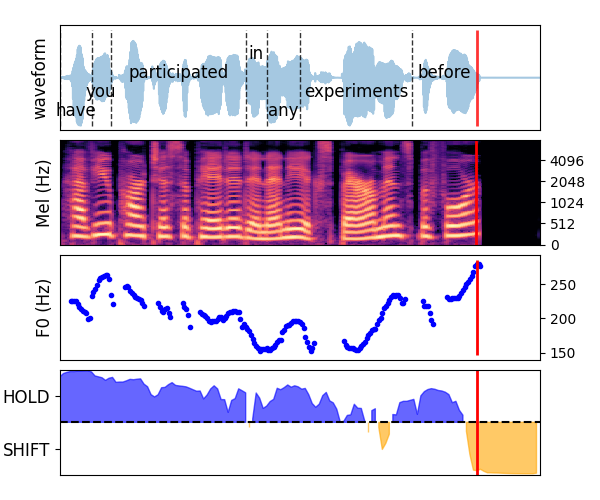 waveform
have
you
participated
in
any
experiments
before
Mel (Hz)
4096
2048
1024
512
0
F0 (Hz)
250
200
150
HOLD
SHIFT